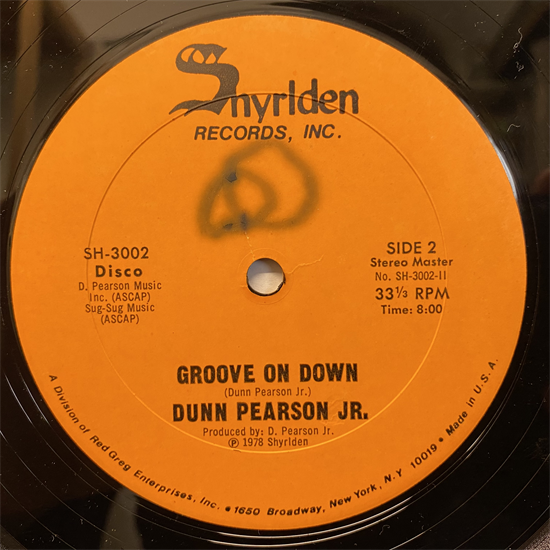 Shyrlden
RECORDS, INC.
SH-3002
Disco
D. Pearson Music
Inc. (ASCAP)
Sug-Sug Music
(ASCAP)
SIDE 2
Stereo Master
No. SH-3002-II
33⅓ RPM
Time: 8:00
GROOVE ON DOWN
(Dunn Pearson Jr.)
DUNN PEARSON JR.
Produced by: D. Pearson Jr.
℗ 1978 Shyrlden
A Division of Red Greg Enterprises, Inc. • 1650 Broadway, New York, N.Y 10019 • Made in U.S.A.